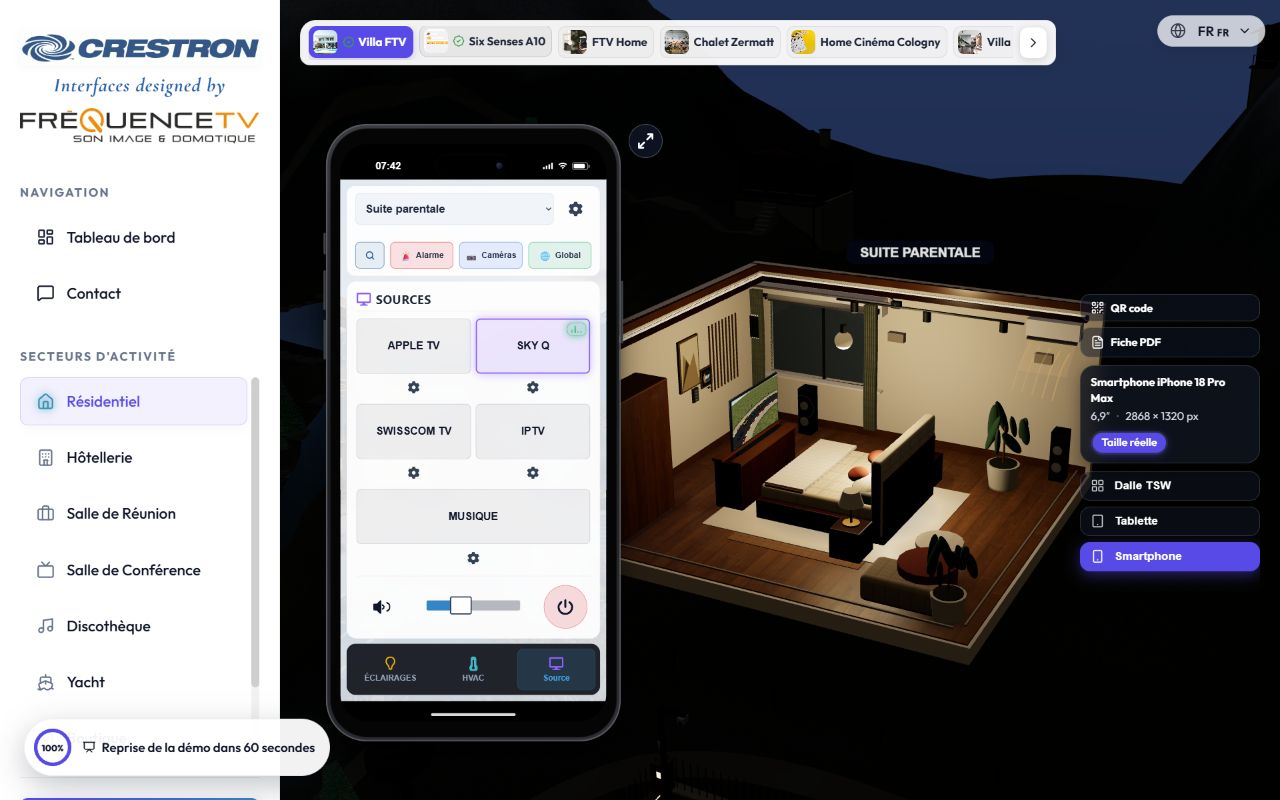 CRESTRON
Interfaces designed by
FRÉQUENCETV
SON IMAGE & DOMOTIQUE
NAVIGATION
Tableau de bord
Contact
SECTEURS D'ACTIVITÉ
Résidentiel
Hôtellerie
Salle de Réunion
Salle de Conférence
Discothèque
Yacht
100%
Reprise de la démo dans 60 secondes
Villa FTV
Six Senses A10
FTV Home
Chalet Zermatt
Home Cinéma Cologny
Villa
FR FR
07:42
Suite parentale
Alarme
Caméras
Global
SOURCES
APPLE TV
SKY Q
SWISSCOM TV
IPTV
MUSIQUE
ÉCLAIRAGES
HVAC
Source
SUITE PARENTALE
QR code
Fiche PDF
Smartphone iPhone 18 Pro
Max
6,9" · 2868 × 1320 px
Taille réelle
Dalle TSW
Tablette
Smartphone